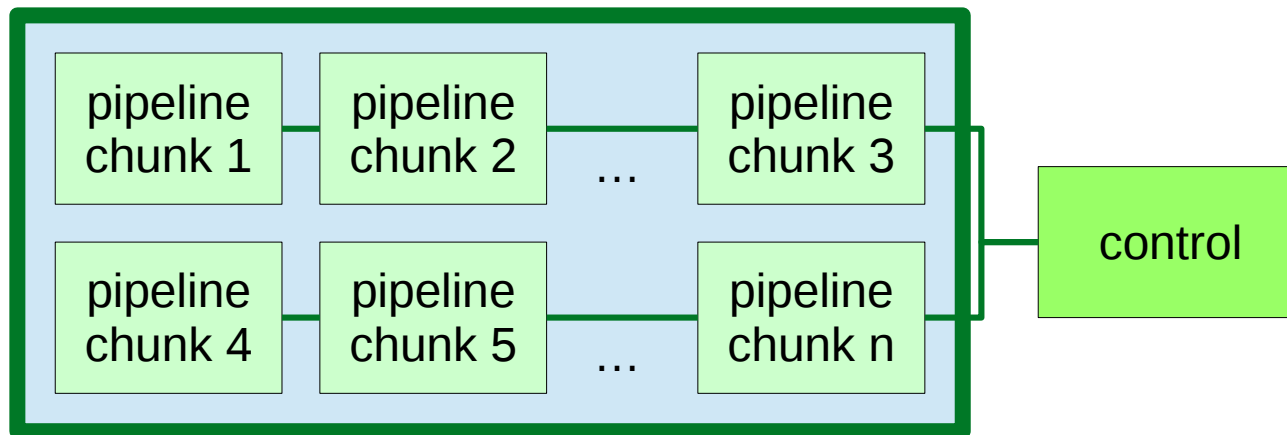 pipeline
chunk 1
pipeline
chunk 2
...
pipeline
chunk 3
control
pipeline
chunk 4
pipeline
chunk 5
...
pipeline
chunk n